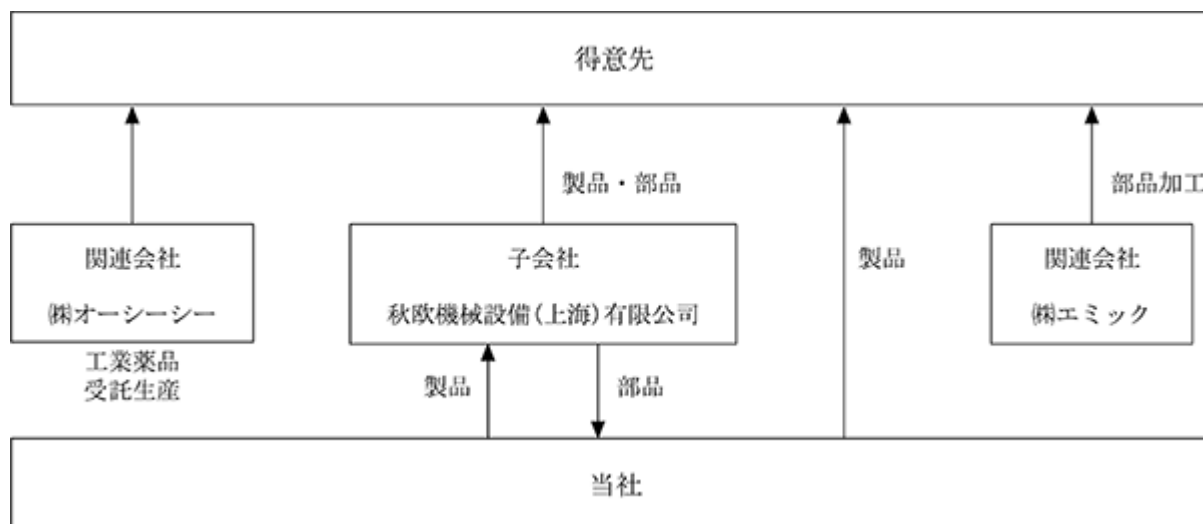 得意先
製品・部品
部品加工
関連会社
㈱オーシーシー
子会社
秋欧機械設備(上海)有限公司
製品
関連会社
㈱エミック
工業薬品
受託生産
製品
部品
当社